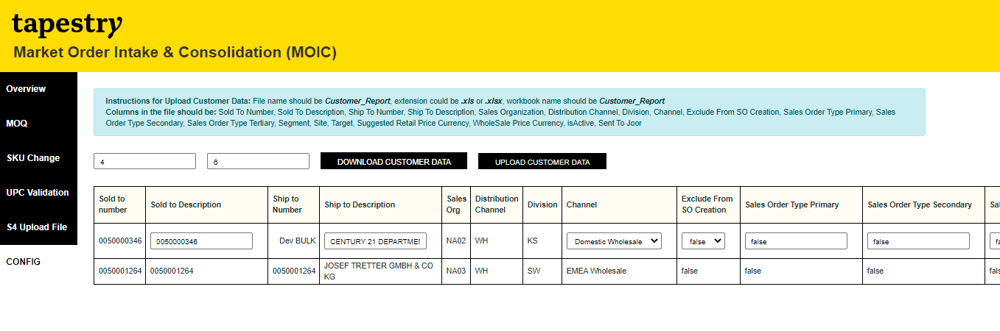 tapestry
Market Order Intake & Consolidation (MOIC)
Overview
MOQ
SKU Change
UPC Validation
S4 Upload File
CONFIG
Instructions for Upload Customer Data: File name should be Customer_Report, extension could be .xls or .xlsx, workbook name should be Customer_Report
Columns in the file should be: Sold To Number, Sold To Description, Ship To Number, Ship To Description, Sales Organization, Distribution Channel, Division, Channel, Exclude From SO Creation, Sales Order Type Primary, Sales
Order Type Secondary, Sales Order Type Tertiary, Segment, Site, Target, Suggested Retail Price Currency, WholeSale Price Currency, isActive, Sent To Joor
4 6 DOWNLOAD CUSTOMER DATA UPLOAD CUSTOMER DATA
Sold to number Sold to Description Ship to Number Ship to Description Sales Org Distribution Channel Division Channel Exclude From SO Creation Sales Order Type Primary Sales Order Type Secondary
0050000346 0050000346 Dev BULK CENTURY 21 DEPARTME NA02 WH KS Domestic Wholesale false false false
0050001264 0050001264 0050001264 JOSEF TRETTER GMBH & CO KG NA03 WH SW EMEA Wholesale false false false